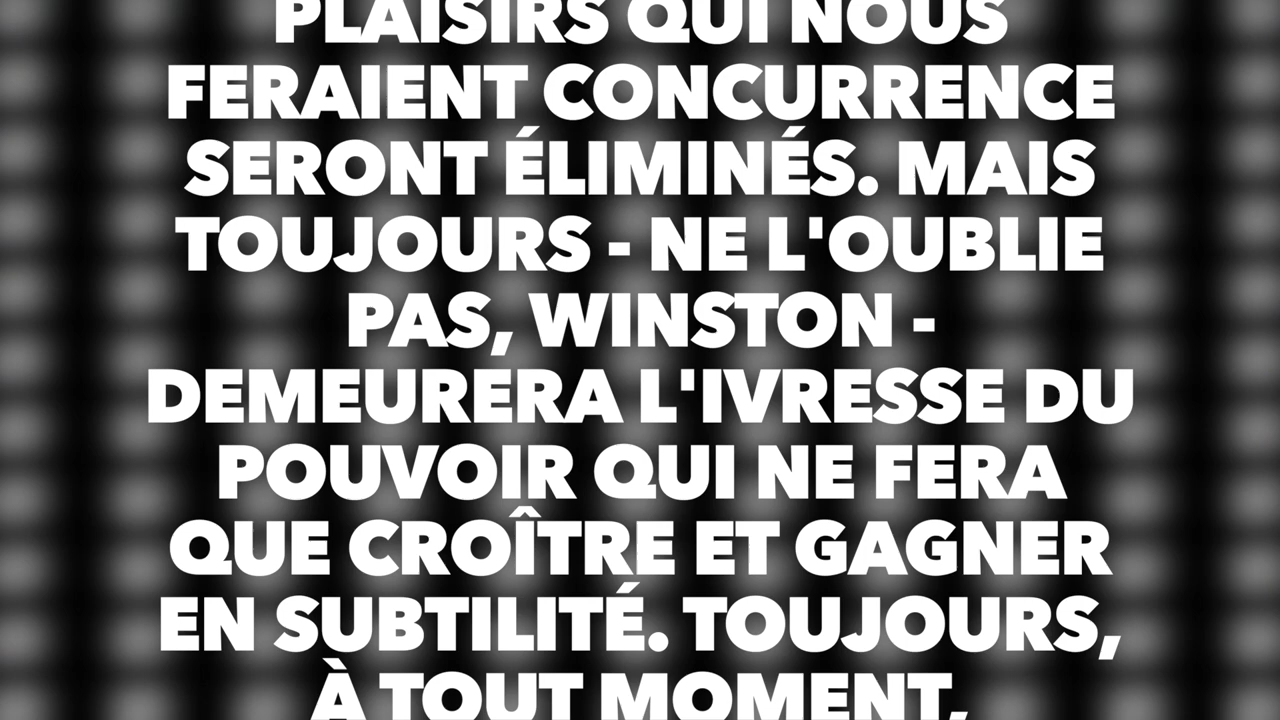 PLAISIRS QUI NOUS
FERAIENT CONCURRENCE
SERONT ÉLIMINÉS. MAIS
TOUJOURS - NE L'OUBLIE
PAS, WINSTON -
DEMEURERA L'IVRESSE DU
POUVOIR QUI NE FERA
QUE CROÎTRE ET GAGNER
EN SUBTILITÉ. TOUJOURS,
À TOUT MOMENT,